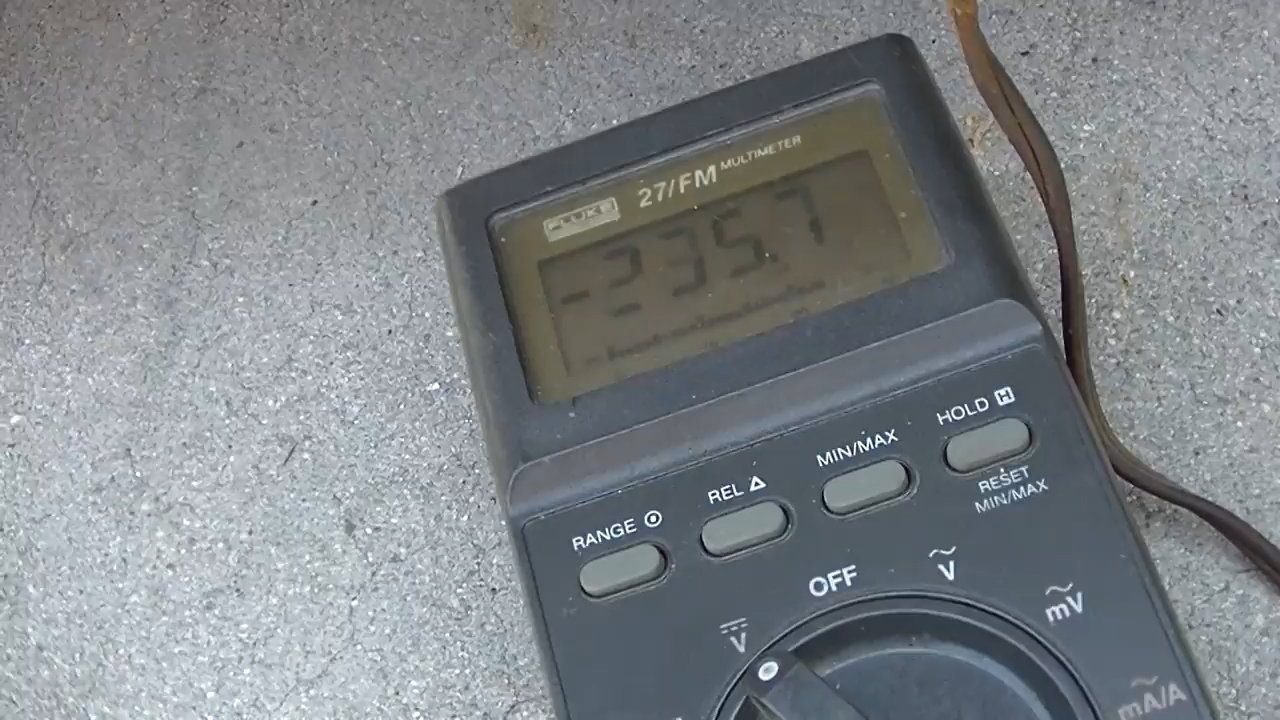 FLUKE 27/FM MULTIMETER
-235.7
HOLD H
MIN/MAX
REL △
RANGE
RESET
MIN/MAX
OFF
V
mV
V
mA/A